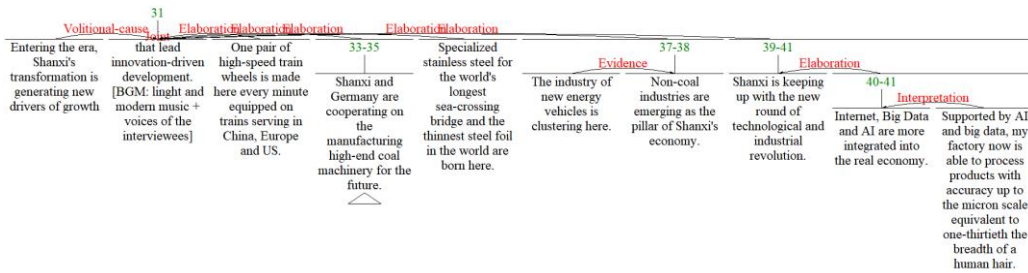 31
Volitional-cause
Joint
Elaboration
Elaboration
Elaboration
Elaboration
Elaboration
Entering the era,
Shanxi's
transformation is
generating new
drivers of growth
that lead
innovation-driven
development.
[BGM: linght and
modern music +
voices of the
interviewees]
One pair of
high-speed train
wheels is made
here every minute
equipped on
trains serving in
China, Europe
and US.
33-35
Shanxi and
Germany are
cooperating on
the
manufacturing
high-end coal
machinery for the
future.
Specialized
stainless steel for
the world's
longest
sea-crossing
bridge and the
thinnest steel foil
in the world are
born here.
37-38
Evidence
The industry of
new energy
vehicles is
clustering here.
Non-coal
industries are
emerging as the
pillar of Shanxi's
economy.
39-41
Elaboration
Shanxi is keeping
up with the new
round of
technological and
industrial
revolution.
40-41
Interpretation
Internet, Big Data
and AI are more
integrated into
the real economy.
Supported by AI
and big data, my
factory now is
able to process
products with
accuracy up to
the micron scale
equivalent to
one-thirtieth the
breadth of a
human hair.